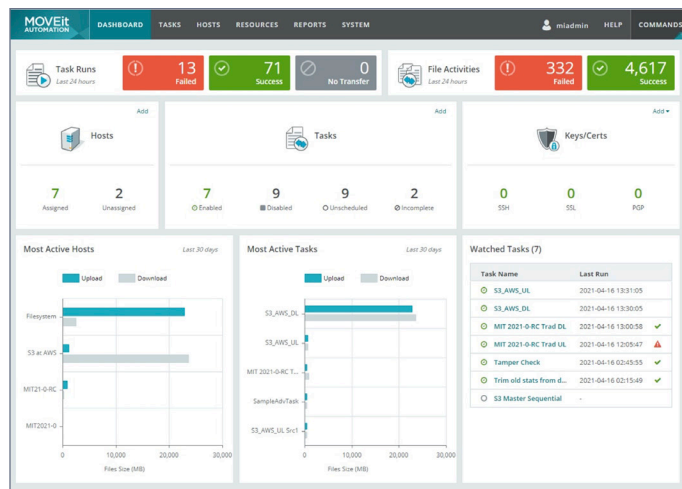 MOVEit
AUTOMATION
DASHBOARD TASKS HOSTS RESOURCES REPORTS SYSTEM
miadmin HELP COMMANDS
Task Runs
Last 24 hours
13
Failed
71
Success
0
No Transfer
File Activities
Last 24 hours
332
Failed
4,617
Success
Add
Hosts
7
Assigned
2
Unassigned
Add
Tasks
7
Enabled
9
Disabled
9
Unscheduled
2
Incomplete
Add
Keys/Certs
0
SSH
0
SSL
0
PGP
Most Active Hosts Last 30 days
Upload Download
Filesystem
S3 at AWS
MIT21-0-RC
MIT2021-0
0 10,000 20,000 30,000
Files Size (MB)
Most Active Tasks Last 30 days
Upload Download
S3_AWS_DL
S3_AWS_UL
MIT 2021-0-RC T...
SampleAdvTask
S3_AWS_UL Src1
0 10,000 20,000 30,000
Files Size (MB)
Watched Tasks (7)
Task Name Last Run
S3_AWS_UL 2021-04-16 13:31:05
S3_AWS_DL 2021-04-16 13:30:05
MIT 2021-0-RC Trad DL 2021-04-16 13:00:58
MIT 2021-0-RC Trad UL 2021-04-16 12:05:47
Tamper Check 2021-04-16 02:45:55
Trim old stats from d... 2021-04-16 02:15:49
S3 Master Sequential -